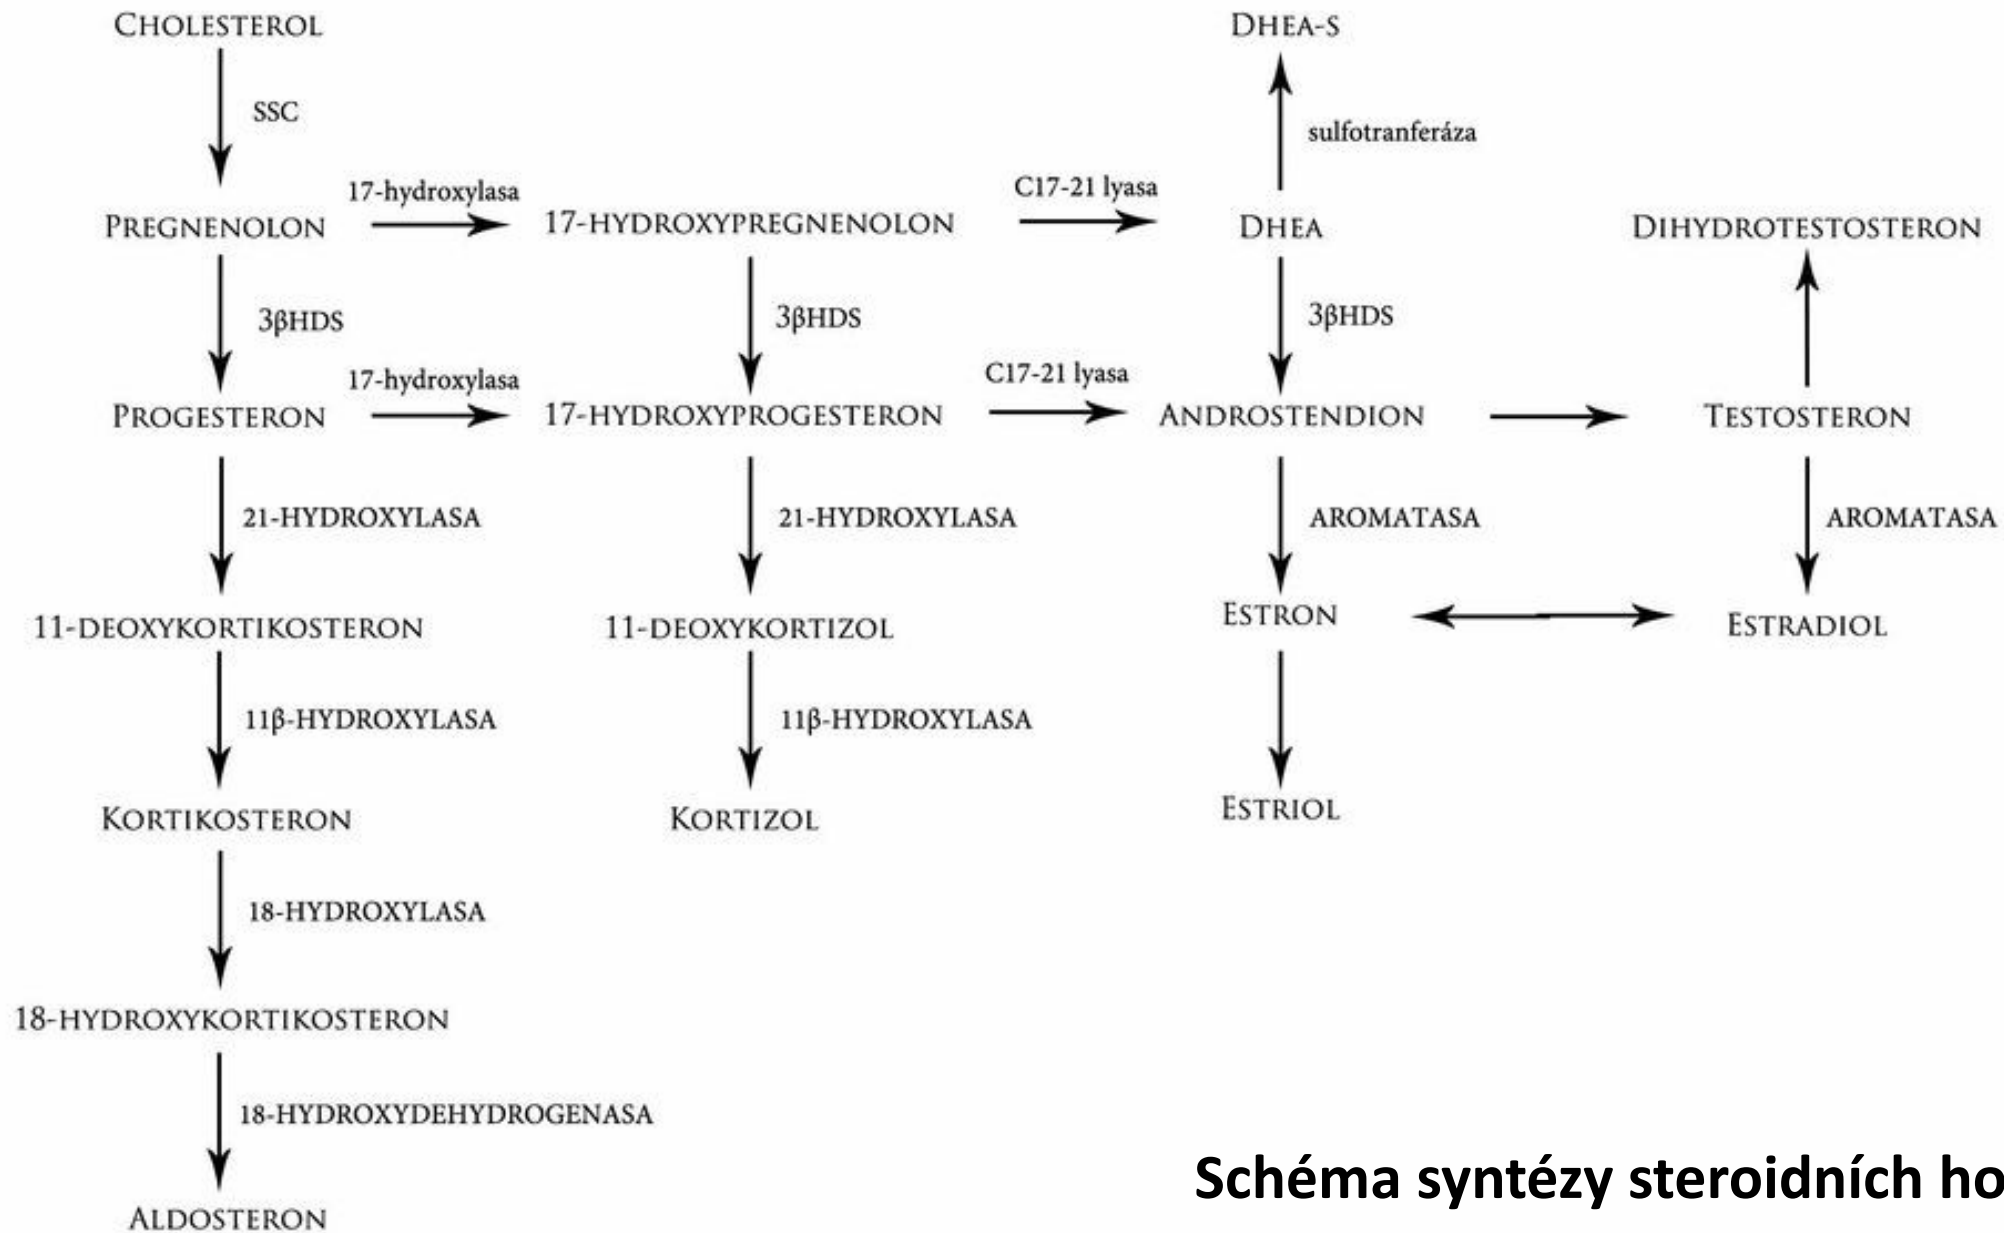 CHOLESTEROL
DHEA-S
SSC
sulfotranferáza
17-hydroxylasa
C17-21 lyasa
PREGNENOLON
17-HYDROXYPREGNENOLON
DHEA
DIHYDROTESTOSTERON
3βHDS
3βHDS
3βHDS
17-hydroxylasa
C17-21 lyasa
PROGESTERON
17-HYDROXYPROGESTERON
ANDROSTENDION
TESTOSTERON
21-HYDROXYLASA
21-HYDROXYLASA
AROMATASA
AROMATASA
11-DEOXYKORTIKOSTERON
11-DEOXYKORTIZOL
ESTRON
ESTRADIOL
11β-HYDROXYLASA
11β-HYDROXYLASA
KORTIKOSTERON
KORTIZOL
ESTRIOL
18-HYDROXYLASA
18-HYDROXYKORTIKOSTERON
18-HYDROXYDEHYDROGENASA
Schéma syntézy steroidních ho
ALDOSTERON